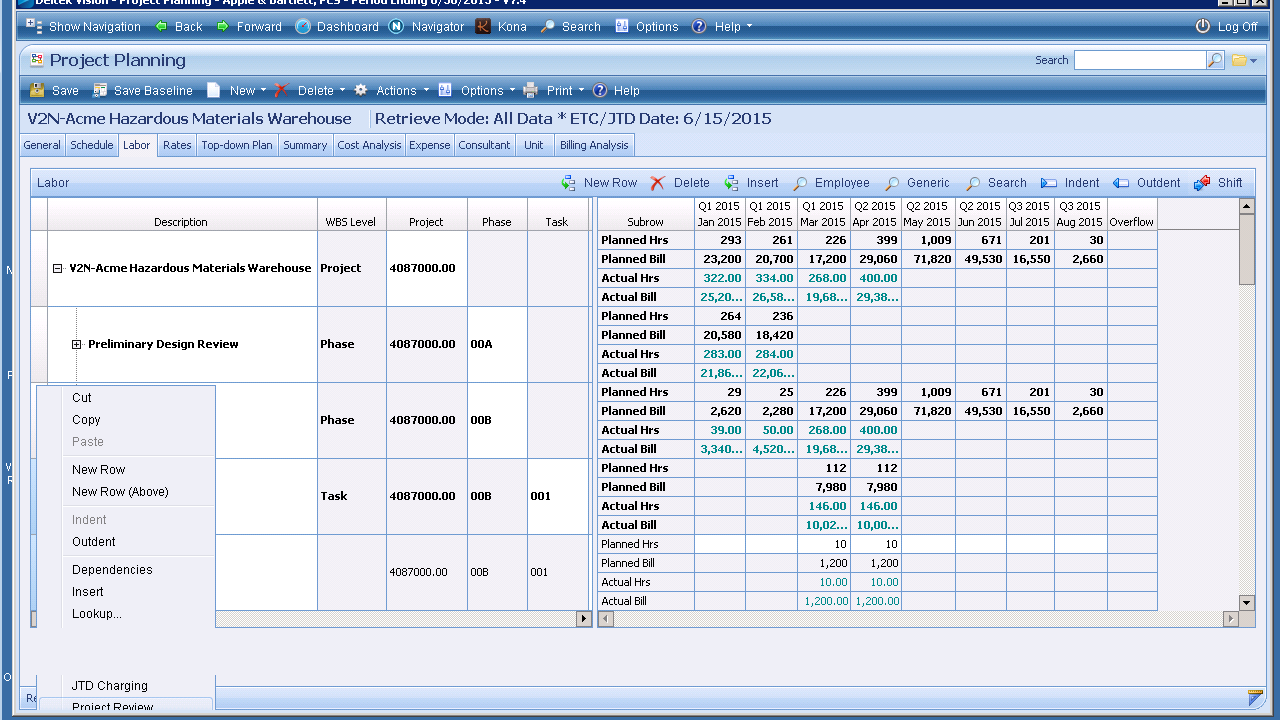 Deltek Vision - Project Planning - Apple & Bartlett, PCS - Period Ending 6/30/2015 - V7.4
Show Navigation Back Forward Dashboard Navigator Kona Search Options Help Log Off
Project Planning Search
Save Save Baseline New Delete Actions Options Print Help
V2N-Acme Hazardous Materials Warehouse Retrieve Mode: All Data * ETC/JTD Date: 6/15/2015
General Schedule Labor Rates Top-down Plan Summary Cost Analysis Expense Consultant Unit Billing Analysis
Labor New Row Delete Insert Employee Generic Search Indent Outdent Shift
Q1 2015 Q1 2015 Q1 2015 Q2 2015 Q2 2015 Q2 2015 Q3 2015 Q3 2015
Description WBS Level Project Phase Task Subrow Jan 2015 Feb 2015 Mar 2015 Apr 2015 May 2015 Jun 2015 Jul 2015 Aug 2015 Overflow
Planned Hrs 293 261 226 399 1,009 671 201 30
Planned Bill 23,200 20,700 17,200 29,060 71,820 49,530 16,550 2,660
V2N-Acme Hazardous Materials Warehouse Project 4087000.00
Actual Hrs 322.00 334.00 268.00 400.00
Actual Bill 25,20... 26,58... 19,68... 29,38...
Planned Hrs 264 236
Planned Bill 20,580 18,420
Preliminary Design Review Phase 4087000.00 00A
Actual Hrs 283.00 284.00
Actual Bill 21,86... 22,06...
Planned Hrs 29 25 226 399 1,009 671 201 30
Planned Bill 2,620 2,280 17,200 29,060 71,820 49,530 16,550 2,660
Phase 4087000.00 00B
Actual Hrs 39.00 50.00 268.00 400.00
Actual Bill 3,340... 4,520... 19,68... 29,38...
Planned Hrs 112 112
Planned Bill 7,980 7,980
Task 4087000.00 00B 001
Actual Hrs 146.00 146.00
Actual Bill 10,02... 10,00...
Planned Hrs 10 10
Planned Bill 1,200 1,200
4087000.00 00B 001
Actual Hrs 10.00 10.00
Actual Bill 1,200.00 1,200.00
Cut
Copy
Paste
New Row
New Row (Above)
Indent
Outdent
Dependencies
Insert
Lookup...
JTD Charging
Project Review